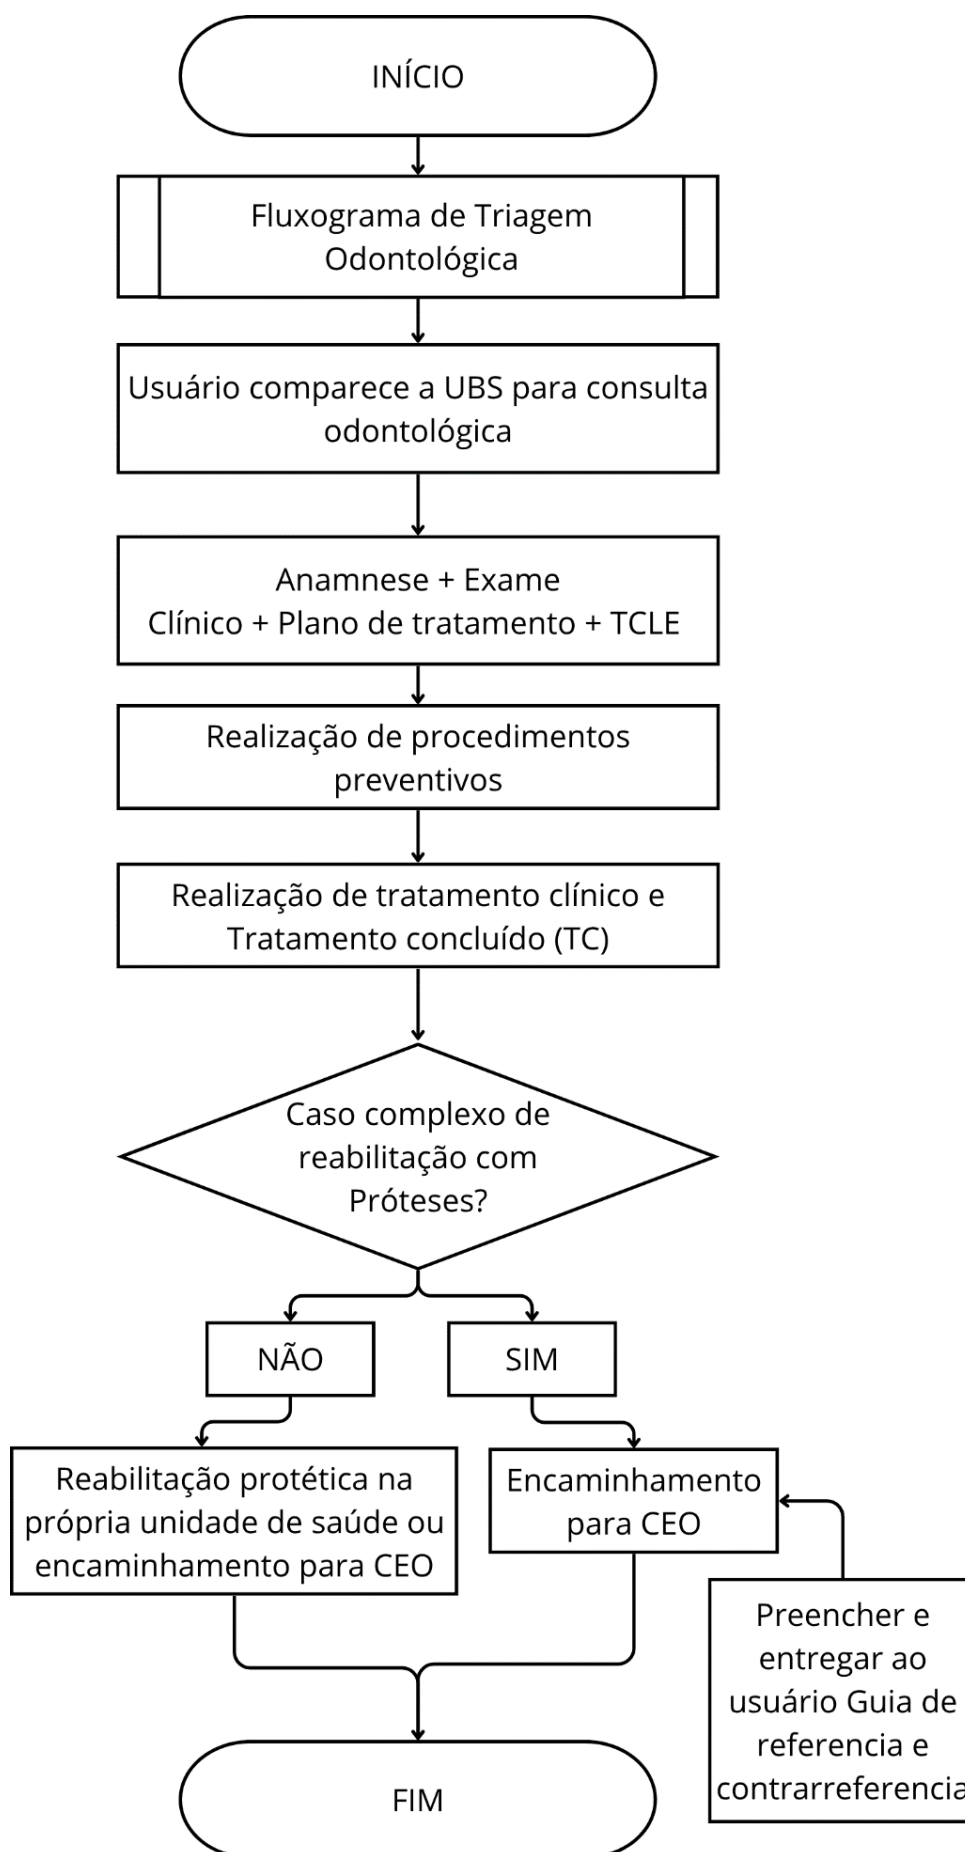 INÍCIO
Fluxograma de Triagem
Odontológica
Usuário comparece a UBS para consulta
odontológica
Anamnese + Exame
Clínico + Plano de tratamento + TCLE
Realização de procedimentos
preventivos
Realização de tratamento clínico e
Tratamento concluído (TC)
Caso complexo de
reabilitação com
Próteses?
NÃO
SIM
Reabilitação protética na
própria unidade de saúde ou
encaminhamento para CEO
Encaminhamento
para CEO
Preencher e
entregar ao
usuário Guia de
referencia e
contrarreferencia
FIM